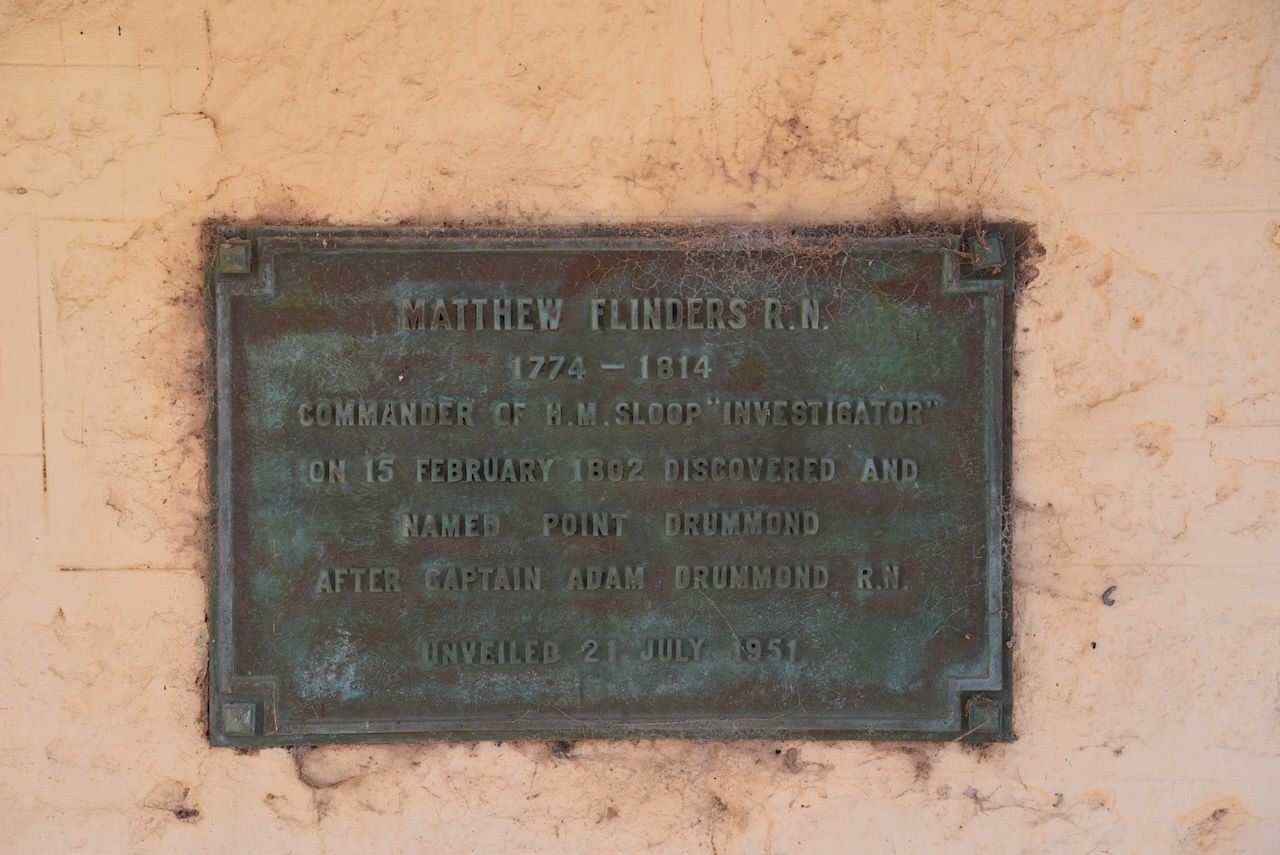 MATTHEW FLINDERS R.N.
1774 — 1814
COMMANDER OF H.M. SLOOP "INVESTIGATOR"
ON 15 FEBRUARY 1802 DISCOVERED AND
NAMED POINT DRUMMOND
AFTER CAPTAIN ADAM DRUMMOND R.N.
UNVEILED 21 JULY 1951